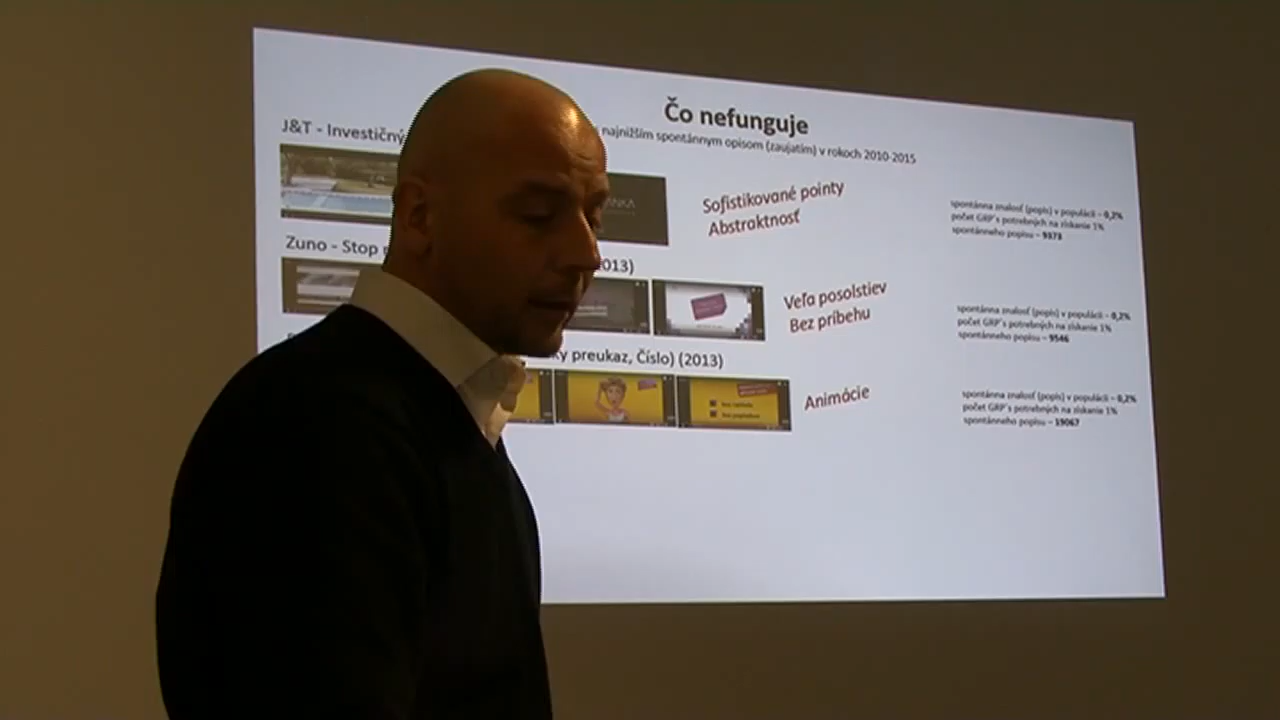 Čo nefunguje
najnižším spontánnym opisom (zaujatím) v rokoch 2010-2015
J&T - Investičný
ANKA
Sofistikované pointy
Abstraktnosť
spontánna znalosť (popis) v populácii – 0,2%
počet GRP´s potrebných na získanie 1%
spontánneho popisu – 9373
Zuno - Stop
013)
Veľa posolstiev
Bez príbehu
spontánna znalosť (popis) v populácii – 0,2%
počet GRP´s potrebných na získanie 1%
spontánneho popisu – 9546
ky preukaz, Číslo) (2013)
Animácie
spontánna znalosť (popis) v populácii – 0,2%
počet GRP´s potrebných na získanie 1%
spontánneho popisu – 19067